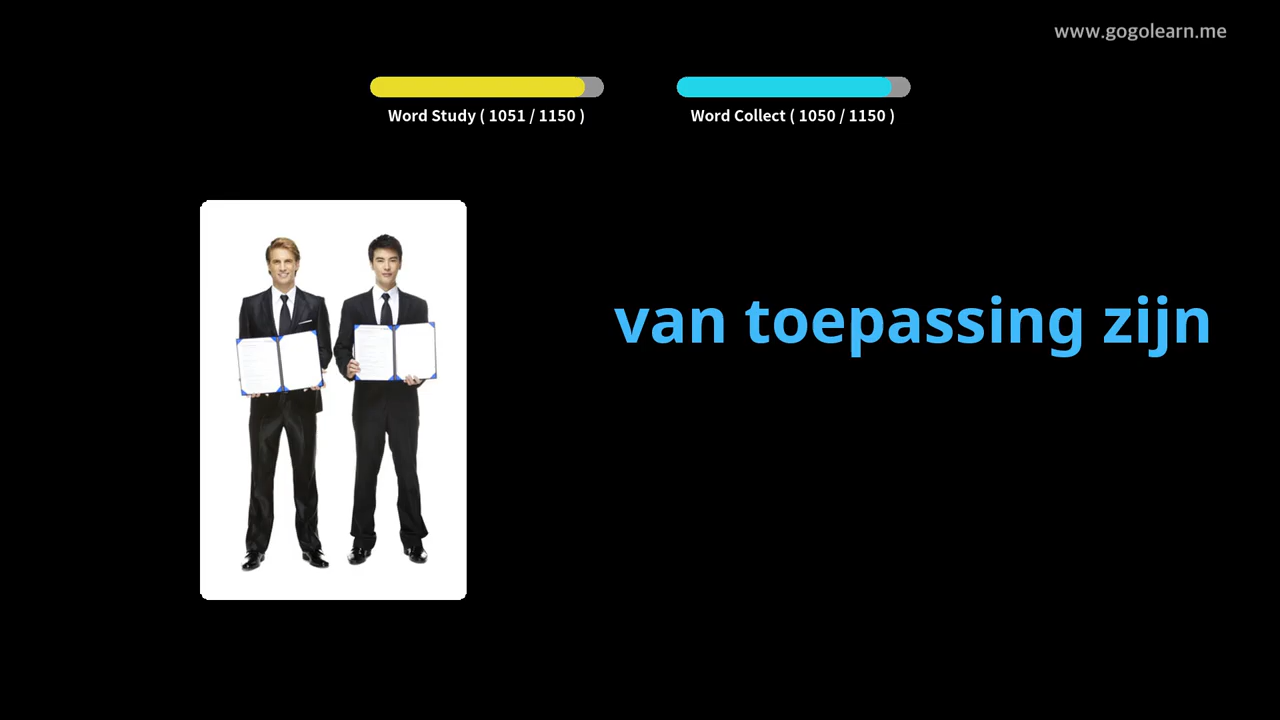 www.gogolearn.me
Word Study ( 1051 / 1150 )
Word Collect ( 1050 / 1150 )
van toepassing zijn